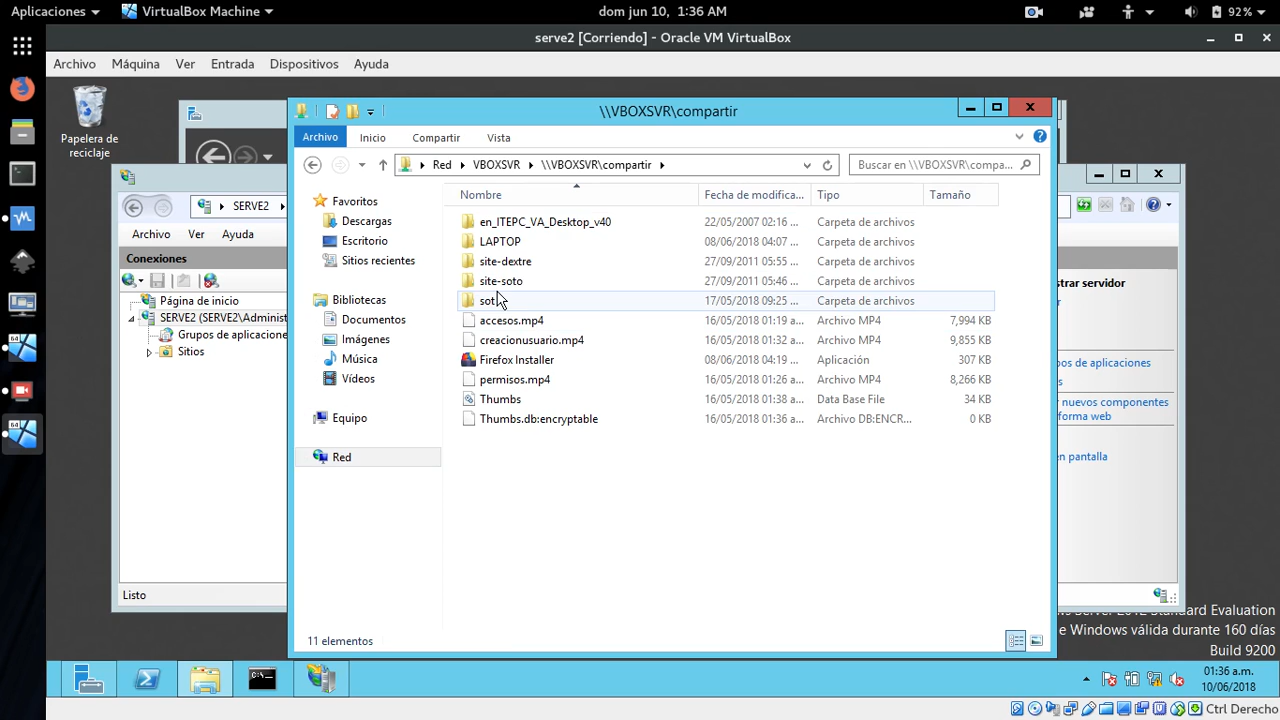 Aplicaciones
VirtualBox Machine
dom jun 10, 1:36 AM
92%
serve2 [Corriendo] - Oracle VM VirtualBox
Archivo Máquina Ver Entrada Dispositivos Ayuda
Papelera de
reciclaje
\\VBOXSVR\compartir
Archivo Inicio Compartir Vista
Red VBOXSVR \\VBOXSVR\compartir
Buscar en \\VBOXSVR\compa...
SERVE2
Archivo Ver Ayuda
Conexiones
Página de inicio
SERVE2 (SERVE2\Administ
Grupos de aplicacione
Sitios
Listo
Favoritos
Descargas
Escritorio
Sitios recientes
Bibliotecas
Documentos
Imágenes
Música
Vídeos
Equipo
Red
Nombre Fecha de modifica... Tipo Tamaño
en_ITEPC_VA_Desktop_v40 22/05/2007 02:16 ... Carpeta de archivos
LAPTOP 08/06/2018 04:07 ... Carpeta de archivos
site-dextre 27/09/2011 05:55 ... Carpeta de archivos
site-soto 27/09/2011 05:46 ... Carpeta de archivos
17/05/2018 09:25 ... Carpeta de archivos
accesos.mp4 16/05/2018 01:19 a... Archivo MP4 7,994 KB
creacionusuario.mp4 16/05/2018 01:32 a... Archivo MP4 9,855 KB
Firefox Installer 08/06/2018 04:19 ... Aplicación 307 KB
permisos.mp4 16/05/2018 01:26 a... Archivo MP4 8,266 KB
Thumbs 16/05/2018 01:38 a... Data Base File 34 KB
Thumbs.db:encryptable 16/05/2018 01:36 a... Archivo DB:ENCR... 0 KB
11 elementos
strar servidor
pos de aplicaciones
s
r nuevos componentes
forma web
en pantalla
Standard Evaluation
e Windows válida durante 160 días
Build 9200
01:36 a.m.
10/06/2018
Ctrl Derecho